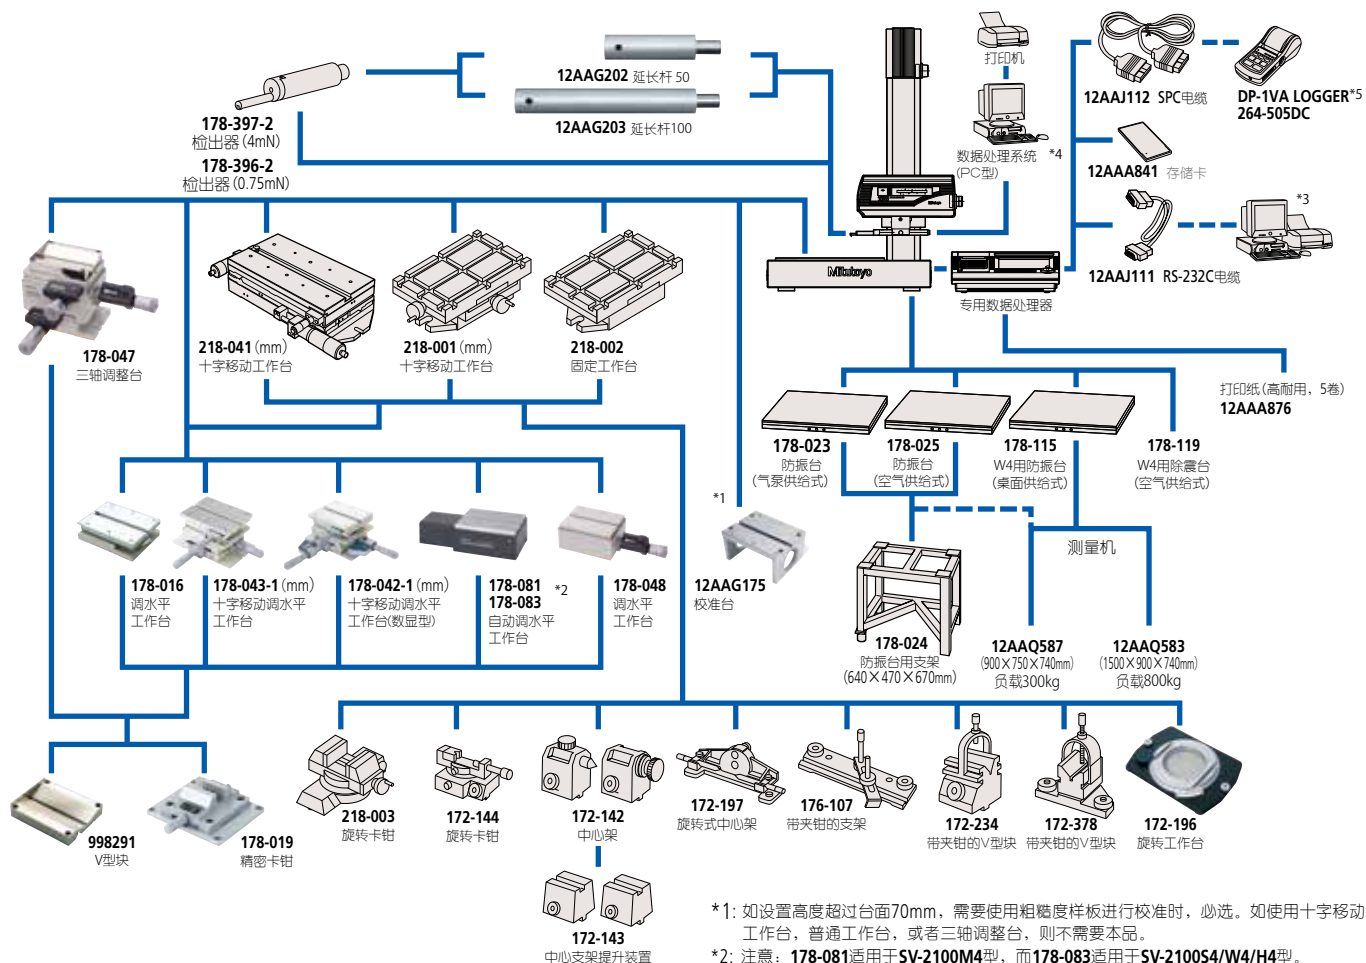 打印机
12AAG202 延长杆 50
12AAG203 延长杆100
178-397-2
检出器(4mN)
178-396-2
检出器(0.75mN)
数据处理系统 *4
(PC型)
12AAJ112 SPC电缆
DP-1VA LOGGER*5
264-505DC
12AAA841 存储卡
*3
12AAJ111 RS-232C电缆
Mitutoyo
专用数据处理器
178-047
三轴调整台
218-041(mm)
十字移动工作台
218-001(mm)
十字移动工作台
218-002
固定工作台
打印纸(高耐用，5卷)
12AAA876
178-023
防振台
(气泵供给式)
178-025
防振台
(空气供给式)
178-115
W4用防振台
(桌面供给式)
178-119
W4用除震台
(空气供给式)
*1
测量机
178-016
调水平
工作台
178-043-1(mm)
十字移动调水平
工作台
178-042-1(mm)
十字移动调水平
工作台(数显型)
178-081
178-083
*2
自动调水平
工作台
178-048
调水平
工作台
12AAG175
校准台
178-024
防振台用支架
(640×470×670mm)
12AAQ587
(900×750×740mm)
负载300kg
12AAQ583
(1500×900×740mm)
负载800kg
998291
V型块
178-019
精密卡钳
218-003
旋转卡钳
172-144
旋转卡钳
172-142
中心架
172-197
旋转式中心架
176-107
带夹钳的支架
172-234
带夹钳的V型块
172-378
带夹钳的V型块
172-196
旋转工作台
172-143
中心支架提升装置
*1: 如设置高度超过台面70mm，需要使用粗糙度样板进行校准时，必选。如使用十字移动
工作台，普通工作台，或者三轴调整台，则不需要本品。
*2: 注意：178-081适用于SV-2100M4型，而178-083适用于SV-2100S4/W4/H4型。